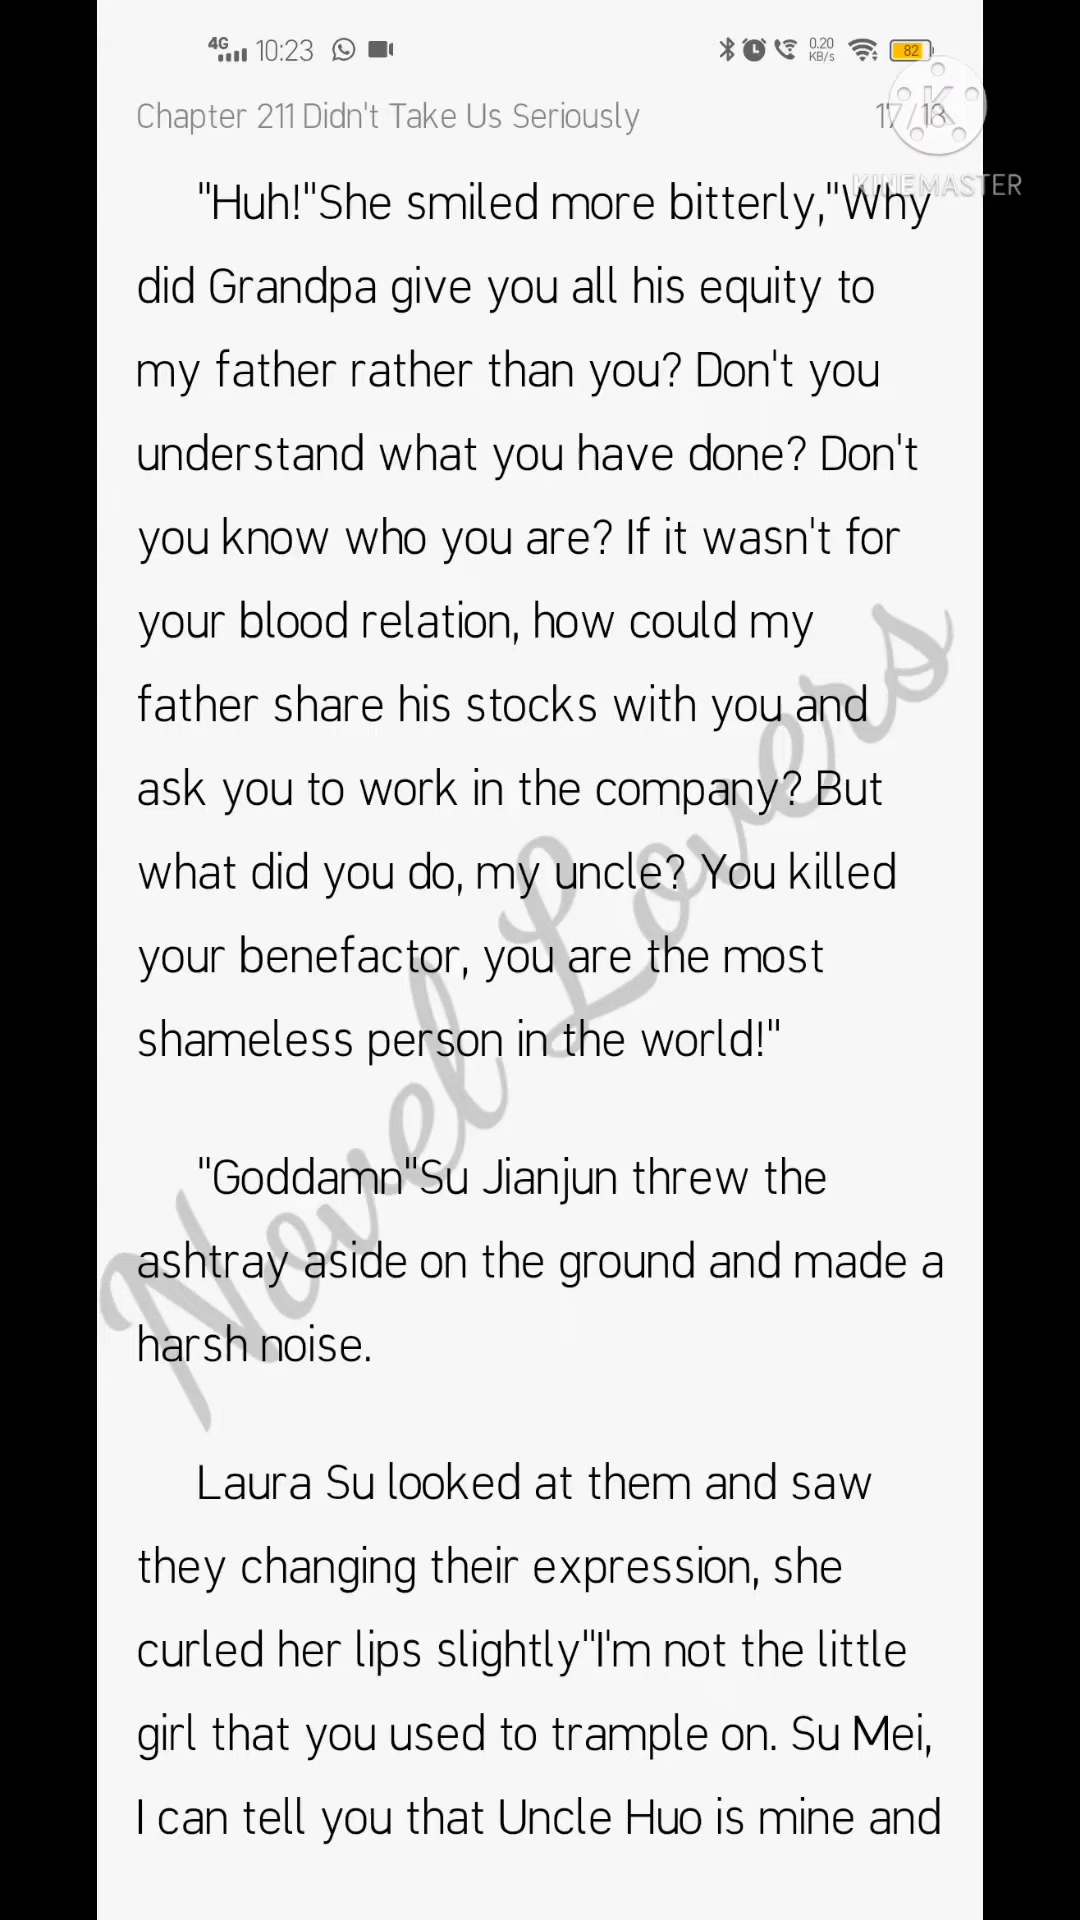 4G 10:23 0.20 KB/s 82
Chapter 211 Didn't Take Us Seriously 17/18
KINEMASTER
"Huh!"She smiled more bitterly,"Why
did Grandpa give you all his equity to
my father rather than you? Don't you
understand what you have done? Don't
you know who you are? If it wasn't for
your blood relation, how could my
father share his stocks with you and
ask you to work in the company? But
what did you do, my uncle? You killed
your benefactor, you are the most
shameless person in the world!"
"Goddamn"Su Jianjun threw the
ashtray aside on the ground and made a
harsh noise.
Laura Su looked at them and saw
they changing their expression, she
curled her lips slightly"I'm not the little
girl that you used to trample on. Su Mei,
I can tell you that Uncle Huo is mine and
Novel Lovers